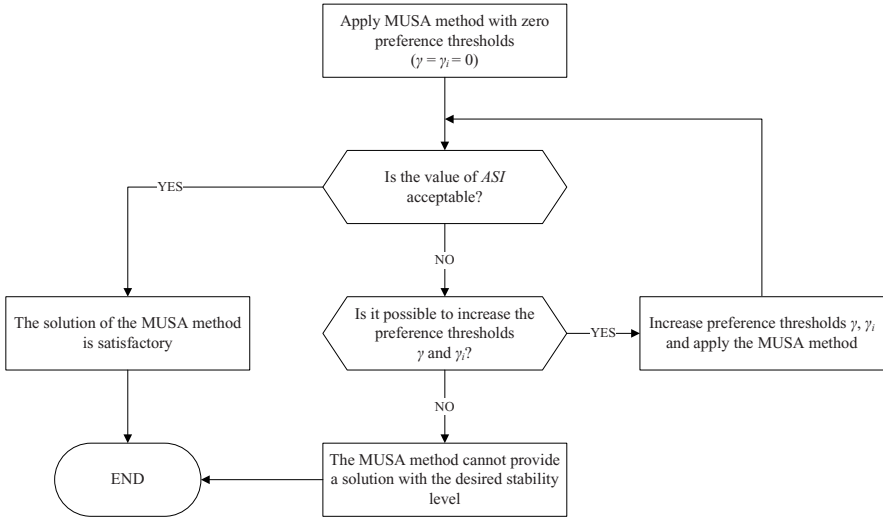 Apply MUSA method with zero
preference thresholds
(γ = γi = 0)
Is the value of ASI
acceptable?
YES
NO
The solution of the MUSA method
is satisfactory
Is it possible to increase the
preference thresholds
γ and γi?
YES
Increase preference thresholds γ, γi
and apply the MUSA method
NO
END
The MUSA method cannot provide
a solution with the desired stability
level